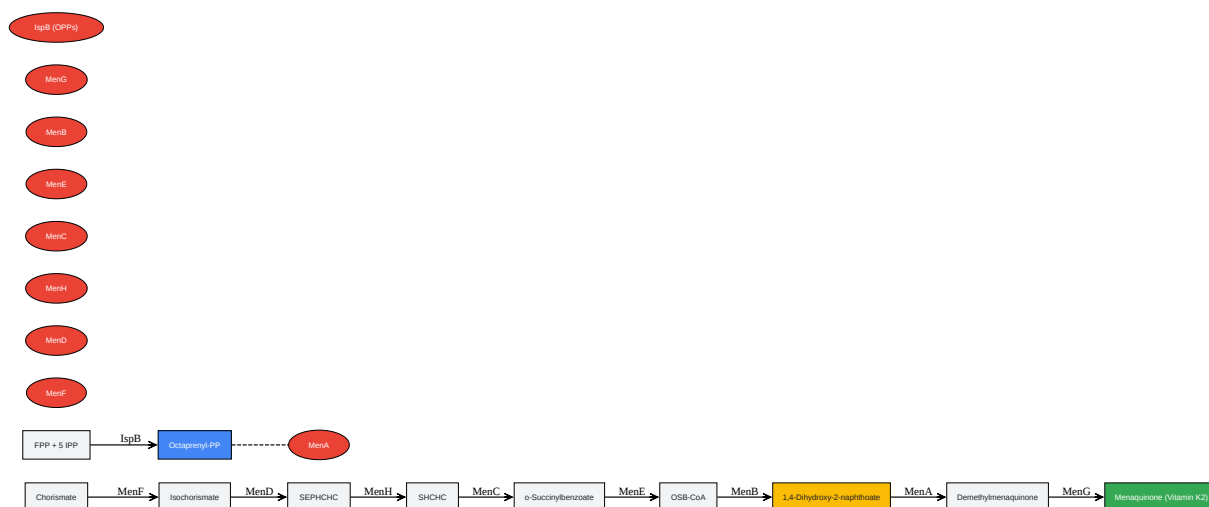 IspB (OPPs)
MenG
MenB
MenE
MenC
MenH
MenD
MenF
FPP + 5 IPP IspB Octaprenyl-PP MenA
Chorismate MenF Isochorismate MenD SEPHCHC MenH SHCHC MenC o-Succinylbenzoate MenE OSB-CoA MenB 1,4-Dihydroxy-2-naphthoate MenA Demethylmenaquinone MenG Menaquinone (Vitamin K2)